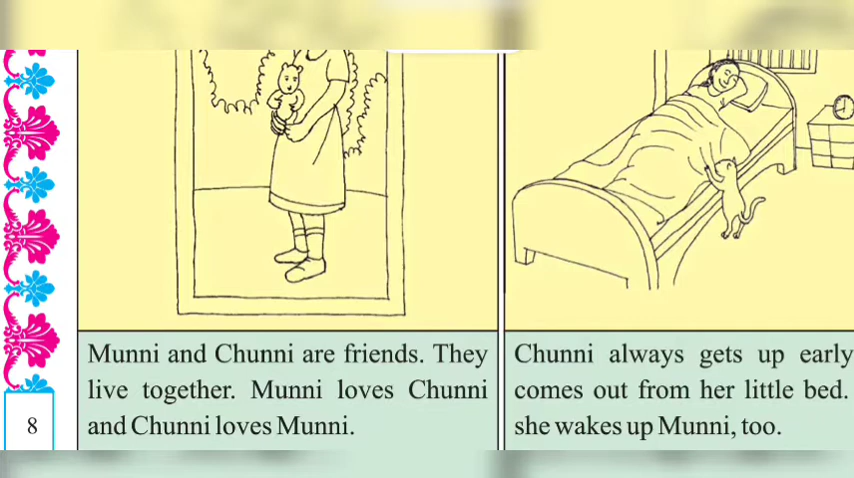 Munni and Chunni are friends. They
live together. Munni loves Chunni
and Chunni loves Munni.
Chunni always gets up early
comes out from her little bed.
she wakes up Munni, too.
8